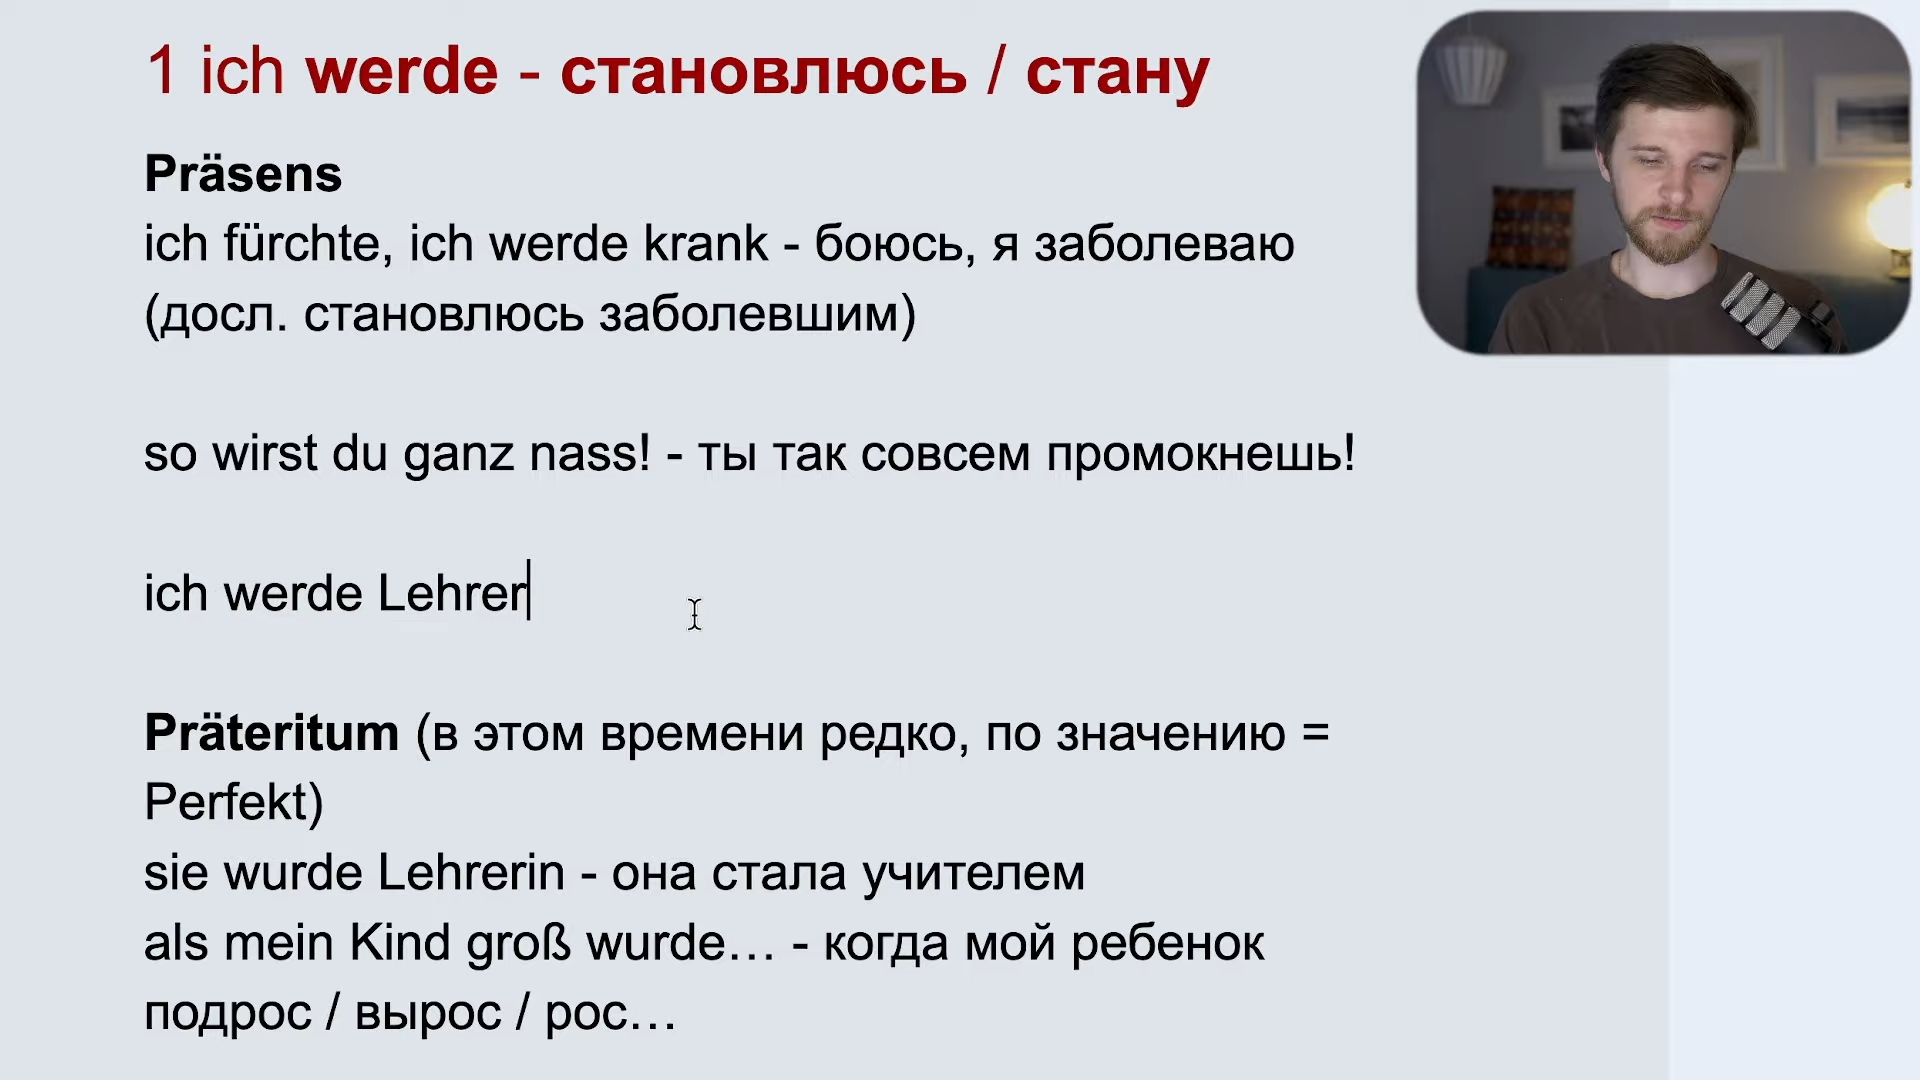 1 ich werde - становлюсь / стану
Präsens
ich fürchte, ich werde krank - боюсь, я заболеваю
(досл. становлюсь заболевшим)
so wirst du ganz nass! - ты так совсем промокнешь!
ich werde Lehrer
Präteritum (в этом времени редко, по значению =
Perfekt)
sie wurde Lehrerin - она стала учителем
als mein Kind groß wurde… - когда мой ребенок
подрос / вырос / рос…